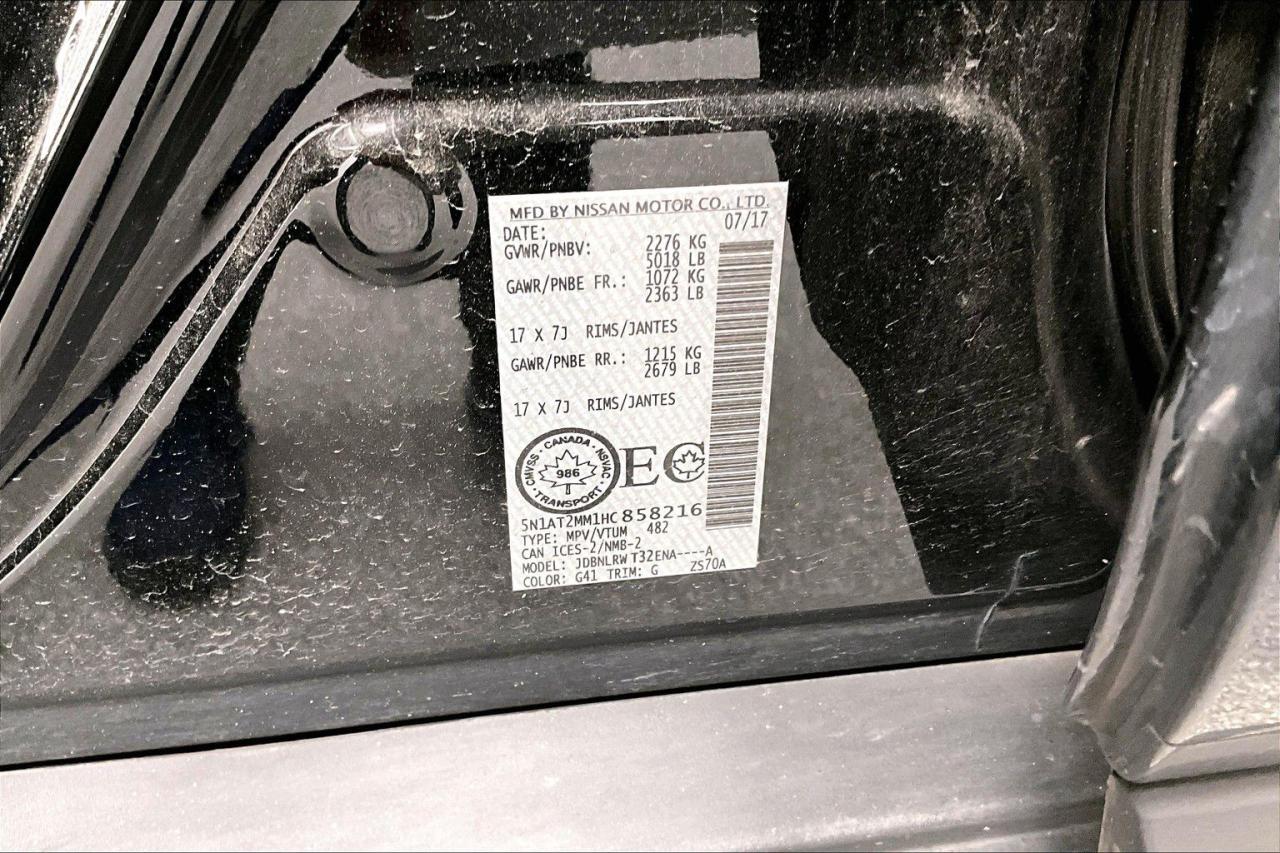 MFD BY NISSAN MOTOR CO., LTD.
DATE: 07/17
GVWR/PNBV: 2276 KG
5018 LB
GAWR/PNBE FR.: 1072 KG
2363 LB
17 X 7J RIMS/JANTES
GAWR/PNBE RR.: 1215 KG
2679 LB
17 X 7J RIMS/JANTES
CMVSS · CANADA · NSVAC
986
· TRANSPORT ·
EC
5N1AT2MM1HC858216
TYPE: MPV/VTUM 482
CAN ICES-2/NMB-2
MODEL: JDBNLRW T32ENA----A
COLOR: G41 TRIM: G ZS70A